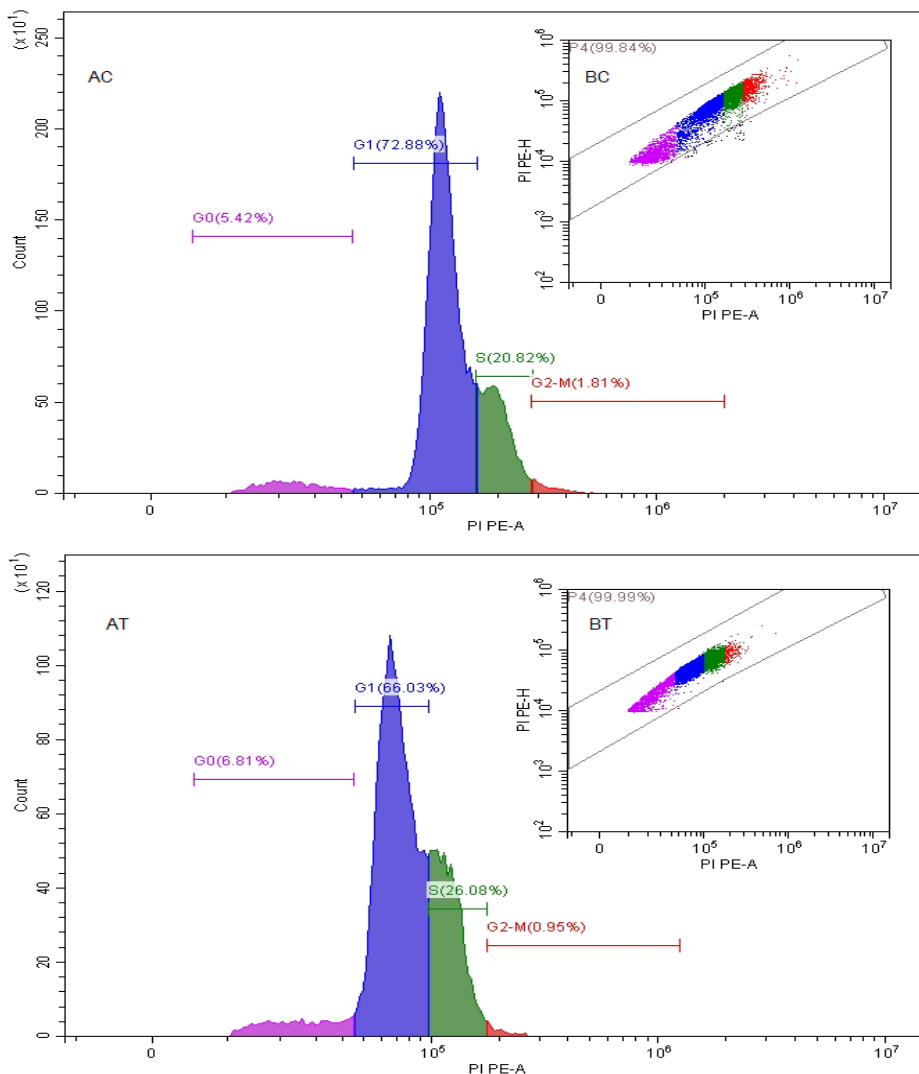 (x10¹)
250
200
150
100
50
0
Count
AC
G0(5.42%)
G1(72.88%)
S(20.82%)
G2-M(1.81%)
0
10⁵
10⁶
10⁷
PI PE-A
P4(99.84%)
BC
10⁶
10⁵
10⁴
10³
10²
PI PE-H
0
10⁵
10⁶
10⁷
PI PE-A
(x10¹)
120
100
80
60
40
20
0
Count
AT
G0(6.81%)
G1(66.03%)
S(26.08%)
G2-M(0.95%)
0
10⁵
10⁶
10⁷
PI PE-A
P4(99.99%)
BT
10⁶
10⁵
10⁴
10³
10²
PI PE-H
0
10⁵
10⁶
10⁷
PI PE-A